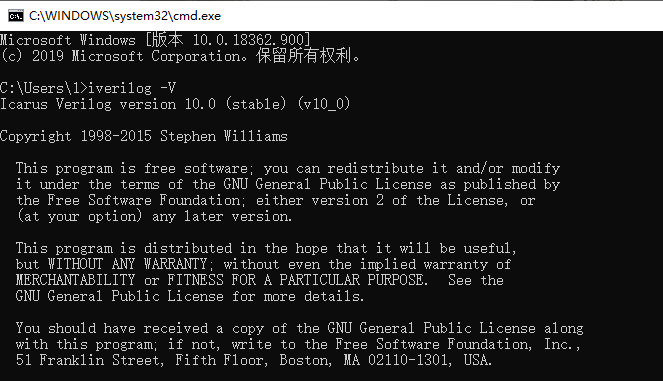 C:\WINDOWS\system32\cmd.exe
Microsoft Windows [版本 10.0.18362.900]
(c) 2019 Microsoft Corporation。保留所有权利。
C:\Users\1>iverilog -V
Icarus Verilog version 10.0 (stable) (v10_0)
Copyright 1998-2015 Stephen Williams
This program is free software; you can redistribute it and/or modify
it under the terms of the GNU General Public License as published by
the Free Software Foundation; either version 2 of the License, or
(at your option) any later version.
This program is distributed in the hope that it will be useful,
but WITHOUT ANY WARRANTY; without even the implied warranty of
MERCHANTABILITY or FITNESS FOR A PARTICULAR PURPOSE.  See the
GNU General Public License for more details.
You should have received a copy of the GNU General Public License along
with this program; if not, write to the Free Software Foundation, Inc.,
51 Franklin Street, Fifth Floor, Boston, MA 02110-1301, USA.